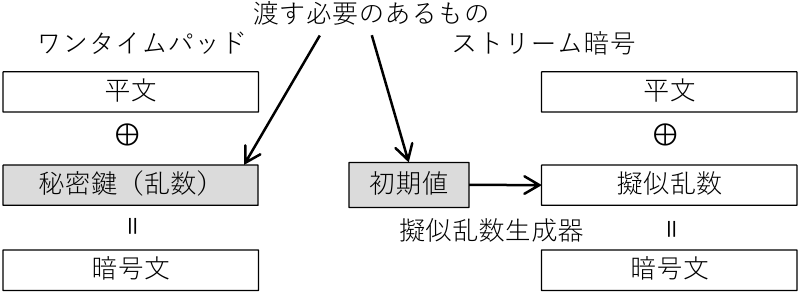 渡す必要のあるもの
ワンタイムパッド
ストリーム暗号
平文
平文
⊕
⊕
秘密鍵（乱数）
初期値
擬似乱数
擬似乱数生成器
=
=
暗号文
暗号文